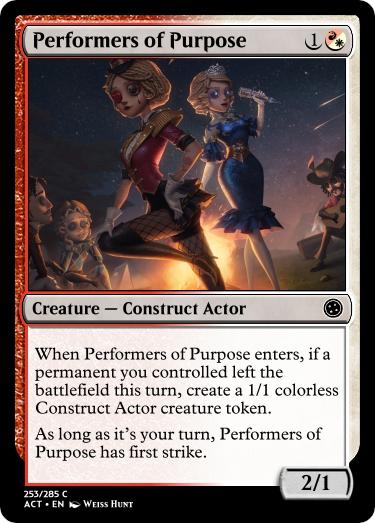 Performers of Purpose 1
Creature — Construct Actor
When Performers of Purpose enters, if a
permanent you controlled left the
battlefield this turn, create a 1/1 colorless
Construct Actor creature token.
As long as it's your turn, Performers of
Purpose has first strike.
2/1
253/285 C
ACT • EN Weiss Hunt